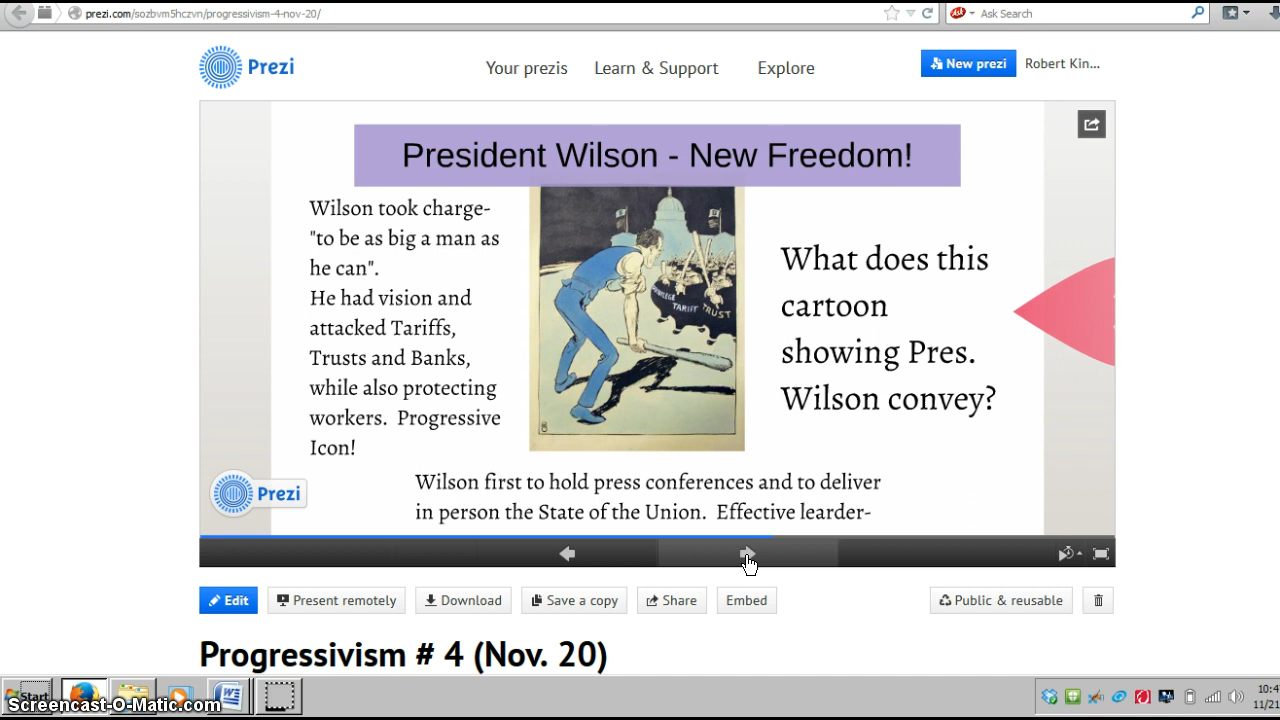 prezi.com/sozbvm5hczvn/progressivism-4-nov-20/
Ask Search
Prezi
Your prezis
Learn & Support
Explore
New prezi
Robert Kin...
President Wilson - New Freedom!
Wilson took charge-
"to be as big a man as
he can".
He had vision and
attacked Tariffs,
Trusts and Banks,
while also protecting
workers. Progressive
Icon!
TARIFF
TRUST
What does this
cartoon
showing Pres.
Wilson convey?
Wilson first to hold press conferences and to deliver
in person the State of the Union. Effective learder-
Prezi
Edit
Present remotely
Download
Save a copy
Share
Embed
Public & reusable
Progressivism # 4 (Nov. 20)
Start
Screencast-O-Matic.com
10:4
11/21